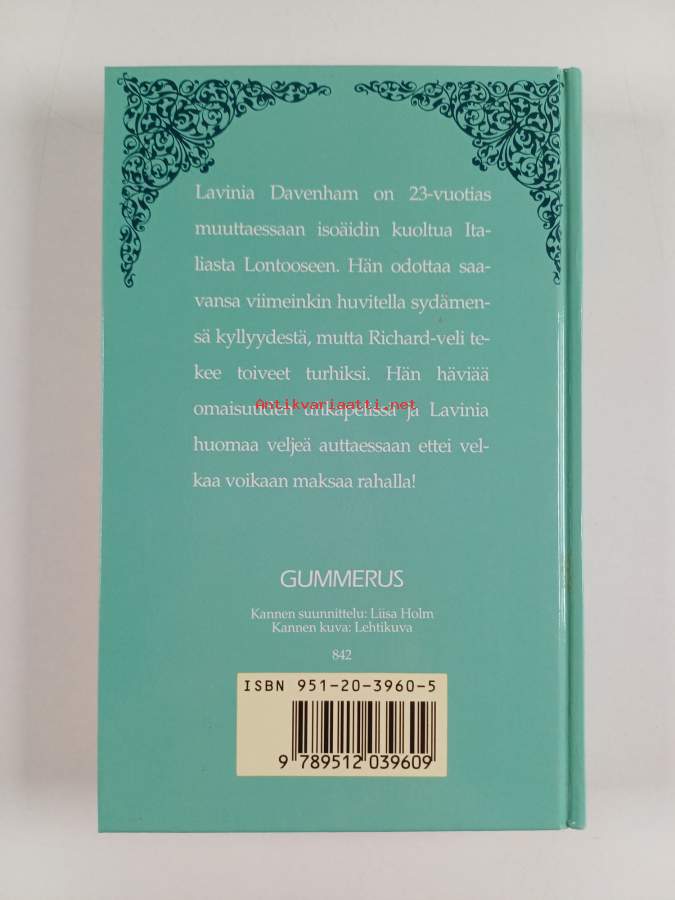 Lavinia Davenham on 23-vuotias
muuttaessaan isoäidin kuoltua Ita-
liasta Lontooseen. Hän odottaa saa-
vansa viimeinkin huvitella sydämen-
sä kyllyydestä, mutta Richard-veli te-
kee toiveet turhiksi. Hän häviää
Antikvariaatti.net
omaisuuden uhkapelissä ja Lavinia
huomaa veljeä auttaessaan ettei vel-
kaa voikaan maksaa rahalla!
GUMMERUS
Kannen suunnittelu: Liisa Holm
Kannen kuva: Lehtikuva
842
ISBN 951-20-3960-5
9 789512 039609